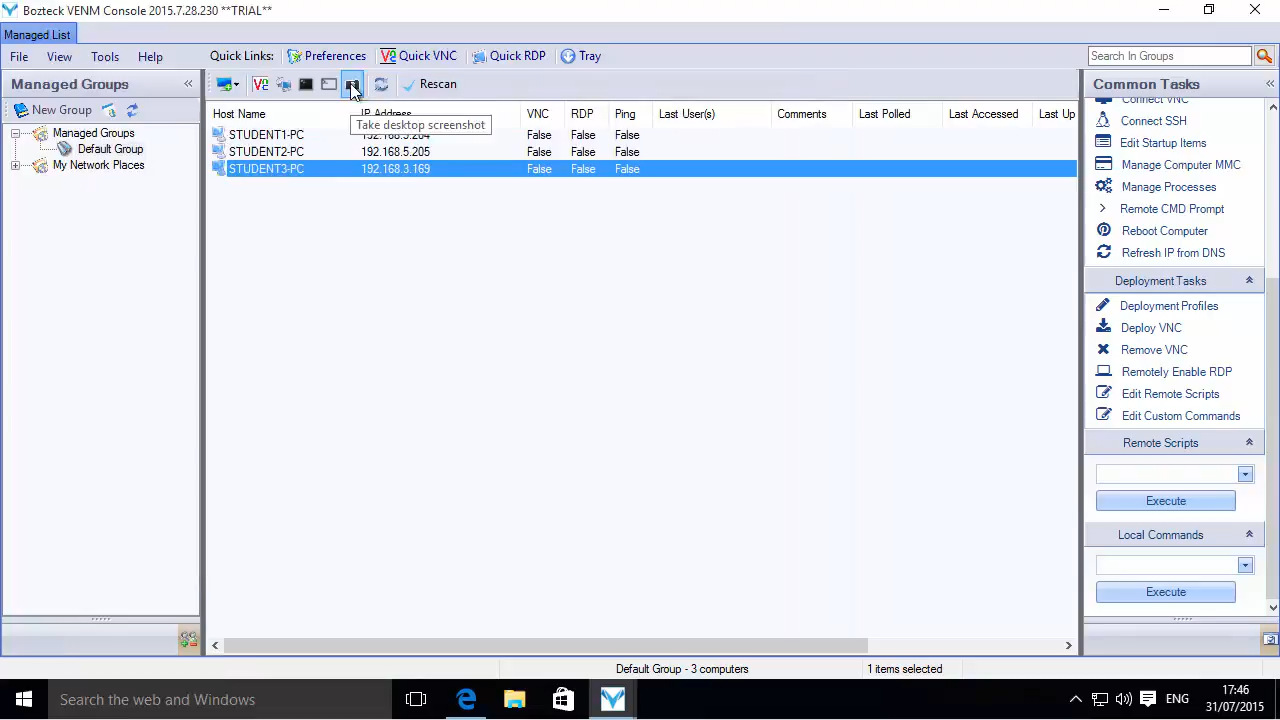 Bozteck VENM Console 2015.7.28.230 **TRIAL**
Managed List
File View Tools Help Quick Links: Preferences Quick VNC Quick RDP Tray
Search In Groups
Managed Groups
New Group
Managed Groups
Default Group
My Network Places
Rescan
Host Name IP Address VNC RDP Ping Last User(s) Comments Last Polled Last Accessed Last Up
Take desktop screenshot
STUDENT1-PC 192.168.5.204 False False False
STUDENT2-PC 192.168.5.205 False False False
STUDENT3-PC 192.168.3.169 False False False
Common Tasks
Connect VNC
Connect SSH
Edit Startup Items
Manage Computer MMC
Manage Processes
Remote CMD Prompt
Reboot Computer
Refresh IP from DNS
Deployment Tasks
Deployment Profiles
Deploy VNC
Remove VNC
Remotely Enable RDP
Edit Remote Scripts
Edit Custom Commands
Remote Scripts
Execute
Local Commands
Execute
Default Group - 3 computers
1 items selected
Search the web and Windows
ENG
17:46
31/07/2015